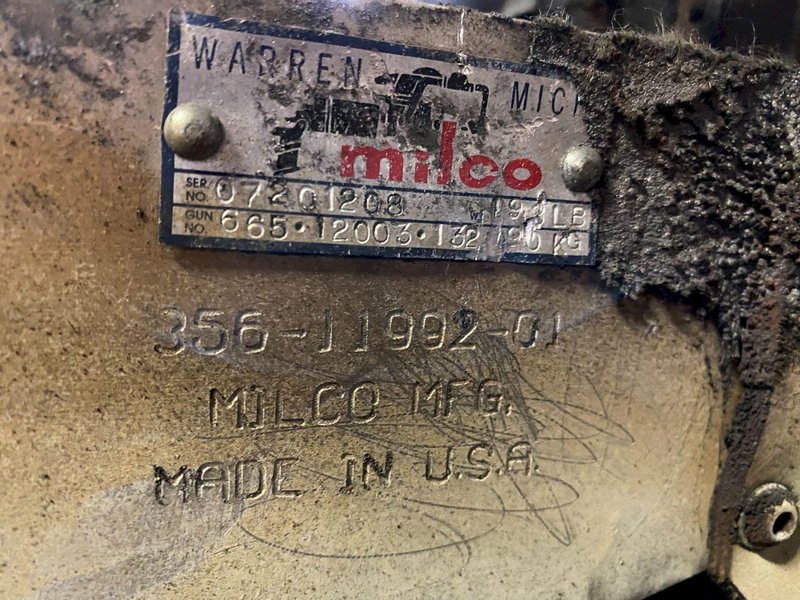 WARREN MICH
milco
SER. NO. 07201208 LB
GUN NO. 665-12003-132 KG
356-11992-01
MILCO MFG.
MADE IN U.S.A.